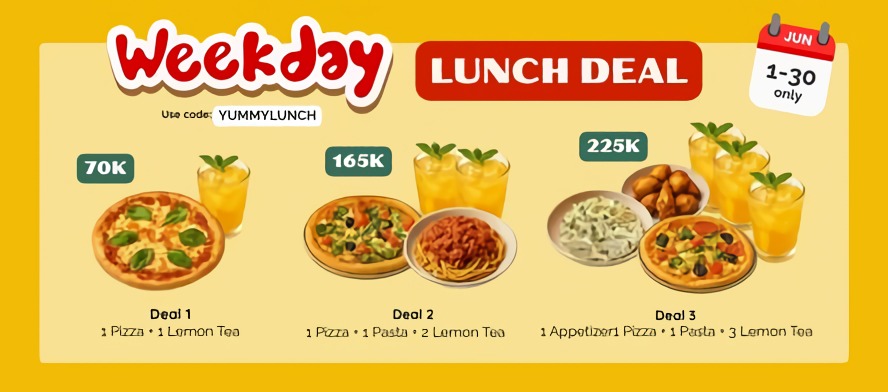 Weekday
LUNCH DEAL
JUN
1-30
only
Use code: YUMMYLUNCH
70K
165K
225K
Deal 1
1 Pizza • 1 Lemon Tea
Deal 2
1 Pizza • 1 Pasta • 2 Lemon Tea
Deal 3
1 Appetizer1 Pizza • 1 Pasta • 3 Lemon Tea